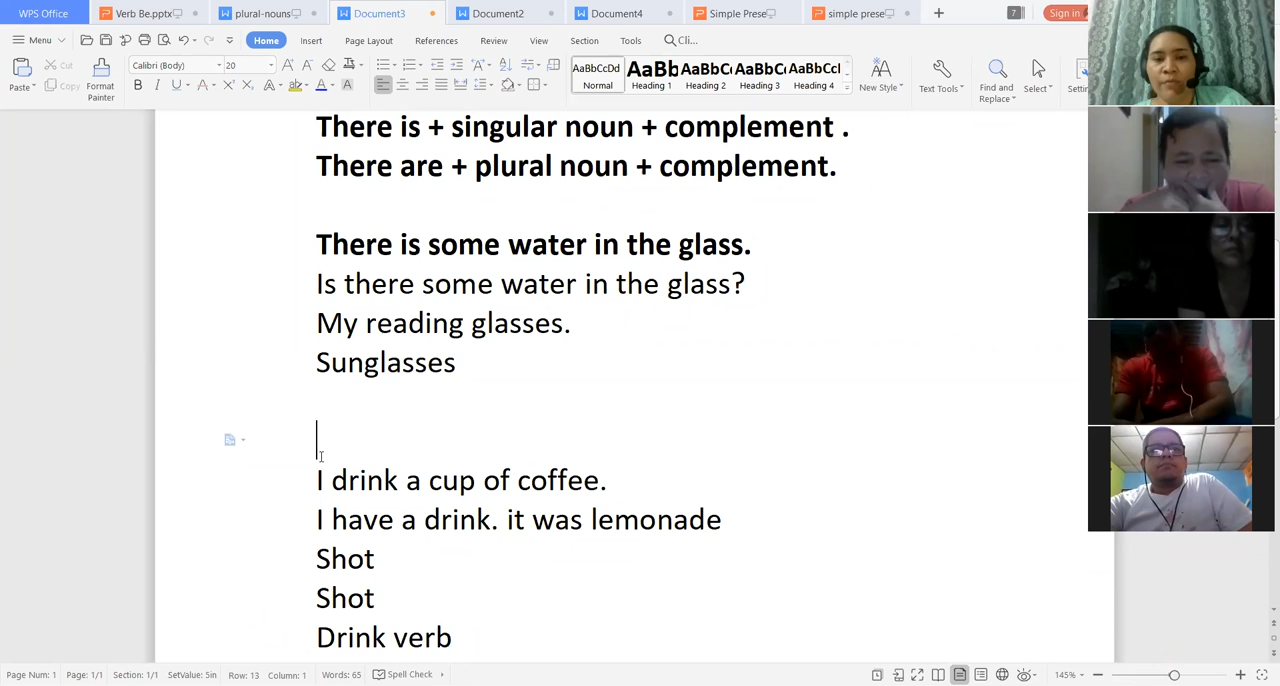 WPS Office
Verb Be.pptx
plural-nouns
Document3
Document2
Document4
Simple Prese
simple prese
7
Sign in
Menu
Home
Insert
Page Layout
References
Review
View
Section
Tools
Cli...
Paste
Cut
Copy
Format Painter
Calibri (Body)
20
AaBbCcDd
Normal
AaBb
Heading 1
AaBbC
Heading 2
AaBbC
Heading 3
AaBbCcI
Heading 4
New Style
Text Tools
Find and Replace
Select
There is + singular noun + complement .
There are + plural noun + complement.
There is some water in the glass.
Is there some water in the glass?
My reading glasses.
Sunglasses
I drink a cup of coffee.
I have a drink. it was lemonade
Shot
Shot
Drink verb
Page Num: 1 Page: 1/1 Section: 1/1 SetValue: 5in Row: 13 Column: 1 Words: 65 Spell Check 145%